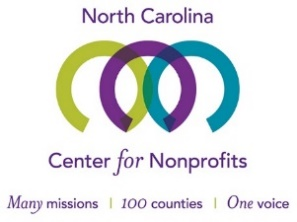 North Carolina
Center for Nonprofits
Many missions | 100 counties | One voice